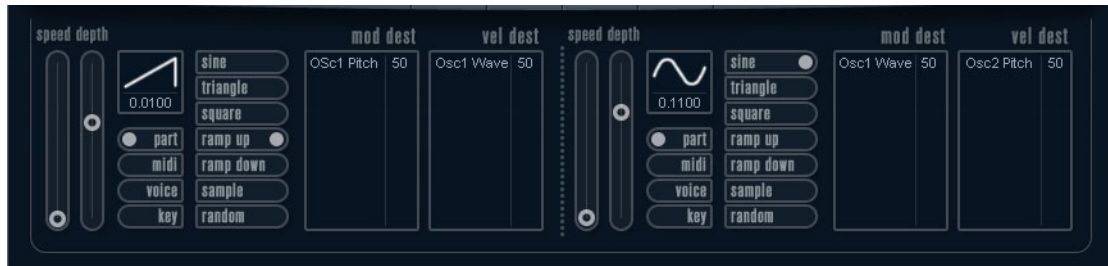 speed depth
mod dest
vel dest
0.0100
part
midi
voice
key
sine
triangle
square
ramp up
ramp down
sample
random
OSc1 Pitch 50
Osc1 Wave 50
speed depth
mod dest
vel dest
0.1100
part
midi
voice
key
sine
triangle
square
ramp up
ramp down
sample
random
Osc1 Wave 50
Osc2 Pitch 50